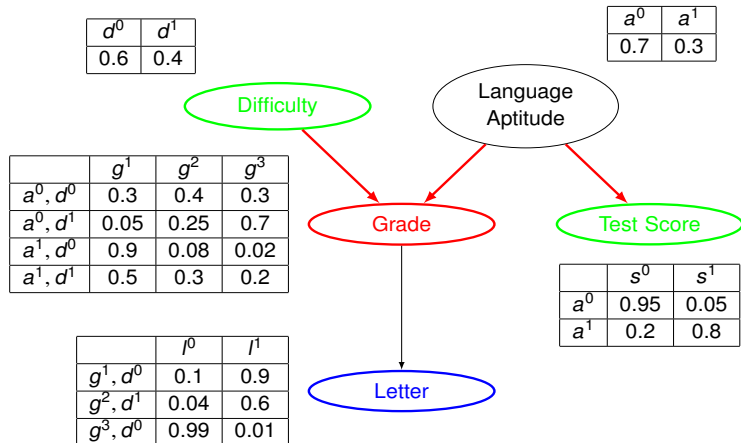 d⁰ d¹
0.6 0.4
a⁰ a¹
0.7 0.3
Difficulty
Language
Aptitude
g¹ g² g³
a⁰, d⁰ 0.3 0.4 0.3
a⁰, d¹ 0.05 0.25 0.7
a¹, d⁰ 0.9 0.08 0.02
a¹, d¹ 0.5 0.3 0.2
Grade
Test Score
s⁰ s¹
a⁰ 0.95 0.05
a¹ 0.2 0.8
l⁰ l¹
g¹, d⁰ 0.1 0.9
g², d¹ 0.04 0.6
g³, d⁰ 0.99 0.01
Letter